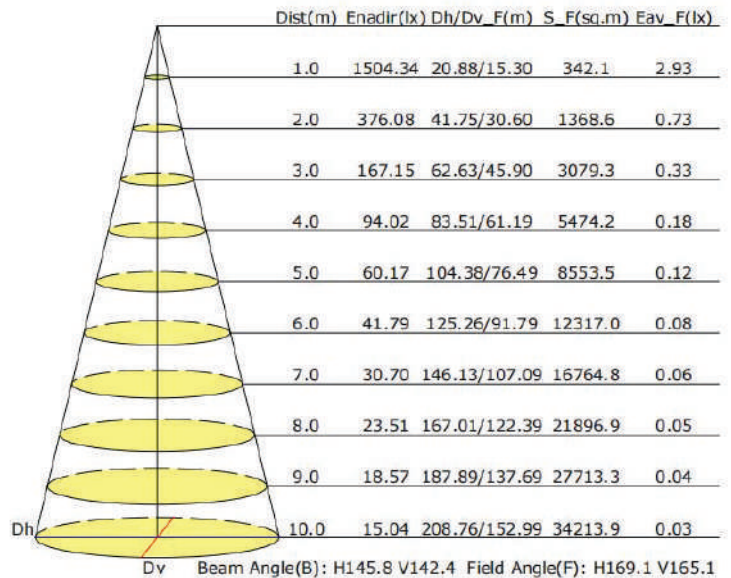 Dist(m) Enadir(lx) Dh/Dv_F(m) S_F(sq.m) Eav_F(lx)
1.0 1504.34 20.88/15.30 342.1 2.93
2.0 376.08 41.75/30.60 1368.6 0.73
3.0 167.15 62.63/45.90 3079.3 0.33
4.0 94.02 83.51/61.19 5474.2 0.18
5.0 60.17 104.38/76.49 8553.5 0.12
6.0 41.79 125.26/91.79 12317.0 0.08
7.0 30.70 146.13/107.09 16764.8 0.06
8.0 23.51 167.01/122.39 21896.9 0.05
9.0 18.57 187.89/137.69 27713.3 0.04
Dh 10.0 15.04 208.76/152.99 34213.9 0.03
Dv Beam Angle(B): H145.8 V142.4 Field Angle(F): H169.1 V165.1